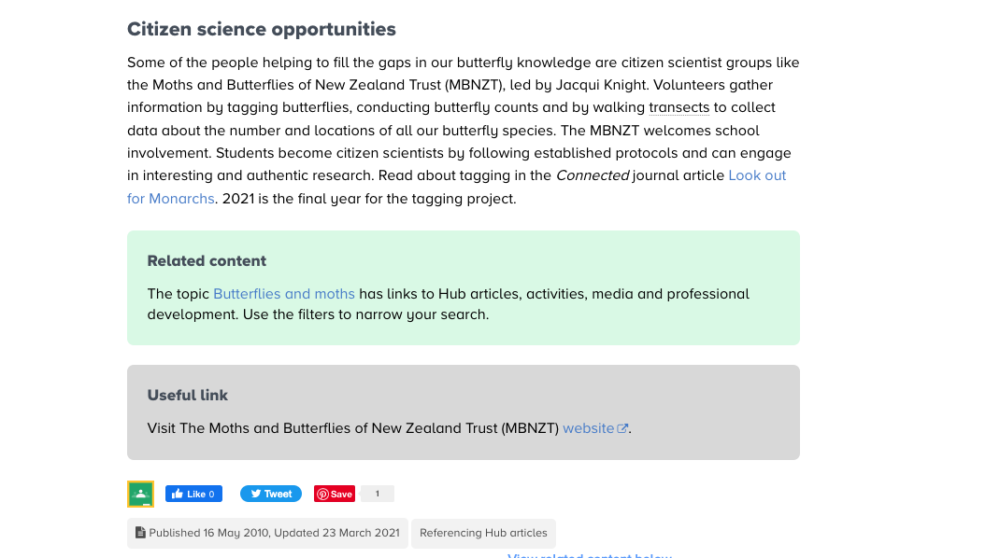 Citizen science opportunities
Some of the people helping to fill the gaps in our butterfly knowledge are citizen scientist groups like
the Moths and Butterflies of New Zealand Trust (MBNZT), led by Jacqui Knight. Volunteers gather
information by tagging butterflies, conducting butterfly counts and by walking transects to collect
data about the number and locations of all our butterfly species. The MBNZT welcomes school
involvement. Students become citizen scientists by following established protocols and can engage
in interesting and authentic research. Read about tagging in the Connected journal article Look out
for Monarchs. 2021 is the final year for the tagging project.
Related content
The topic Butterflies and moths has links to Hub articles, activities, media and professional
development. Use the filters to narrow your search.
Useful link
Visit The Moths and Butterflies of New Zealand Trust (MBNZT) website.
Like 0 Tweet Save 1
Published 16 May 2010, Updated 23 March 2021 Referencing Hub articles
View related content below